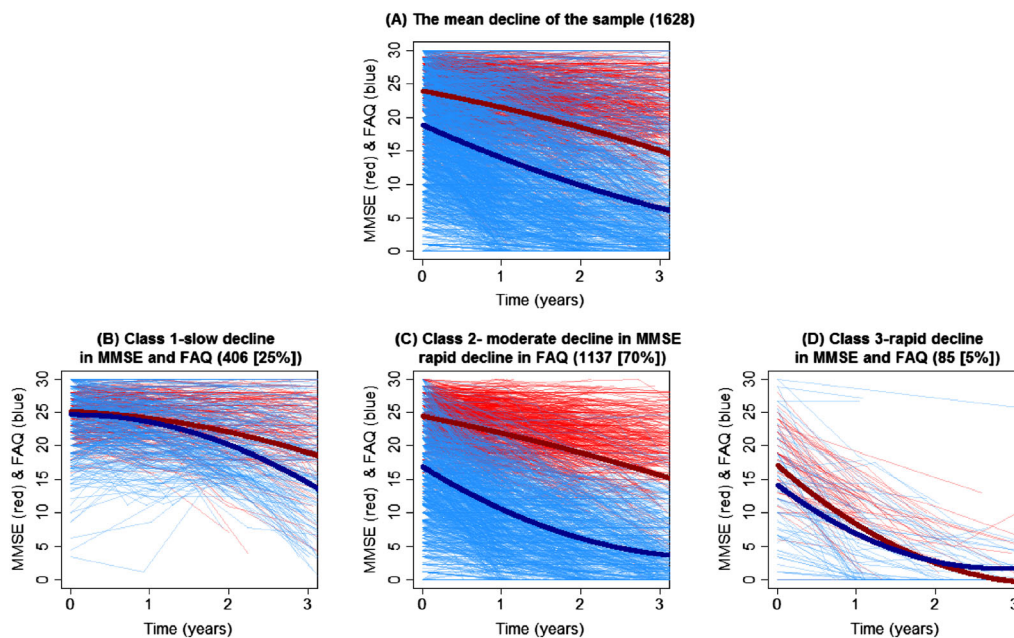 (A) The mean decline of the sample (1628)
MMSE (red) & FAQ (blue)
30
25
20
15
10
5
0
0 1 2 3
Time (years)
(B) Class 1-slow decline
in MMSE and FAQ (406 [25%])
MMSE (red) & FAQ (blue)
30
25
20
15
10
5
0
0 1 2 3
Time (years)
(C) Class 2- moderate decline in MMSE
rapid decline in FAQ (1137 [70%])
MMSE (red) & FAQ (blue)
30
25
20
15
10
5
0
0 1 2 3
Time (years)
(D) Class 3-rapid decline
in MMSE and FAQ (85 [5%])
MMSE (red) & FAQ (blue)
30
25
20
15
10
5
0
0 1 2 3
Time (years)